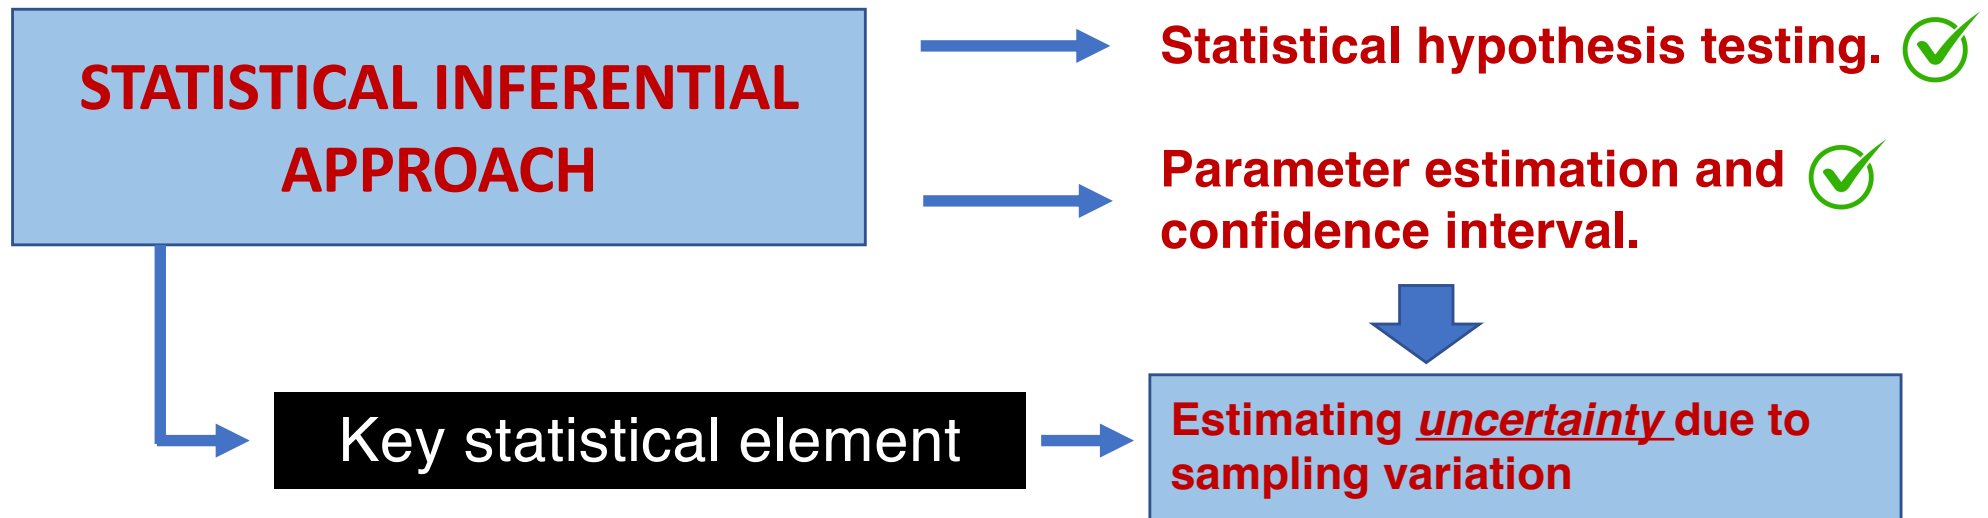 STATISTICAL INFERENTIAL
APPROACH
Statistical hypothesis testing.
Parameter estimation and
confidence interval.
Key statistical element
Estimating uncertainty due to
sampling variation